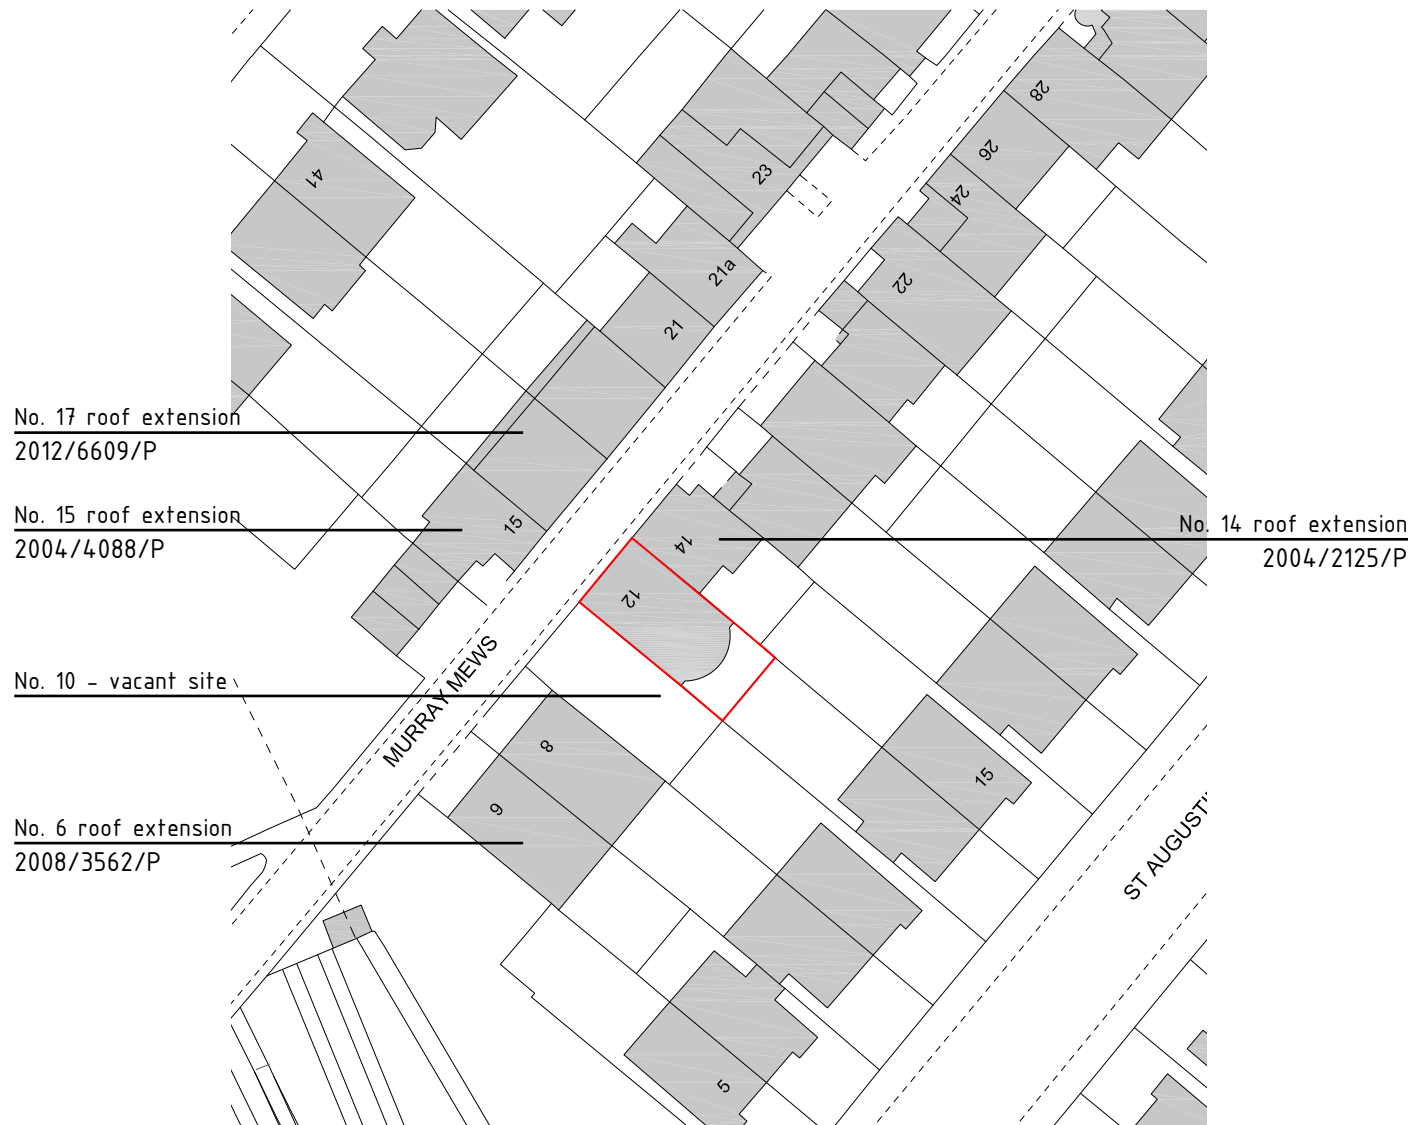 28
26
24
41
23
22
21a
21
No. 17 roof extension
2012/6609/P
No. 15 roof extension
2004/4088/P
15
14
No. 14 roof extension
2004/2125/P
12
MURRAY MEWS
No. 10 - vacant site
8
15
6
No. 6 roof extension
2008/3562/P
ST AUGUSTI
5